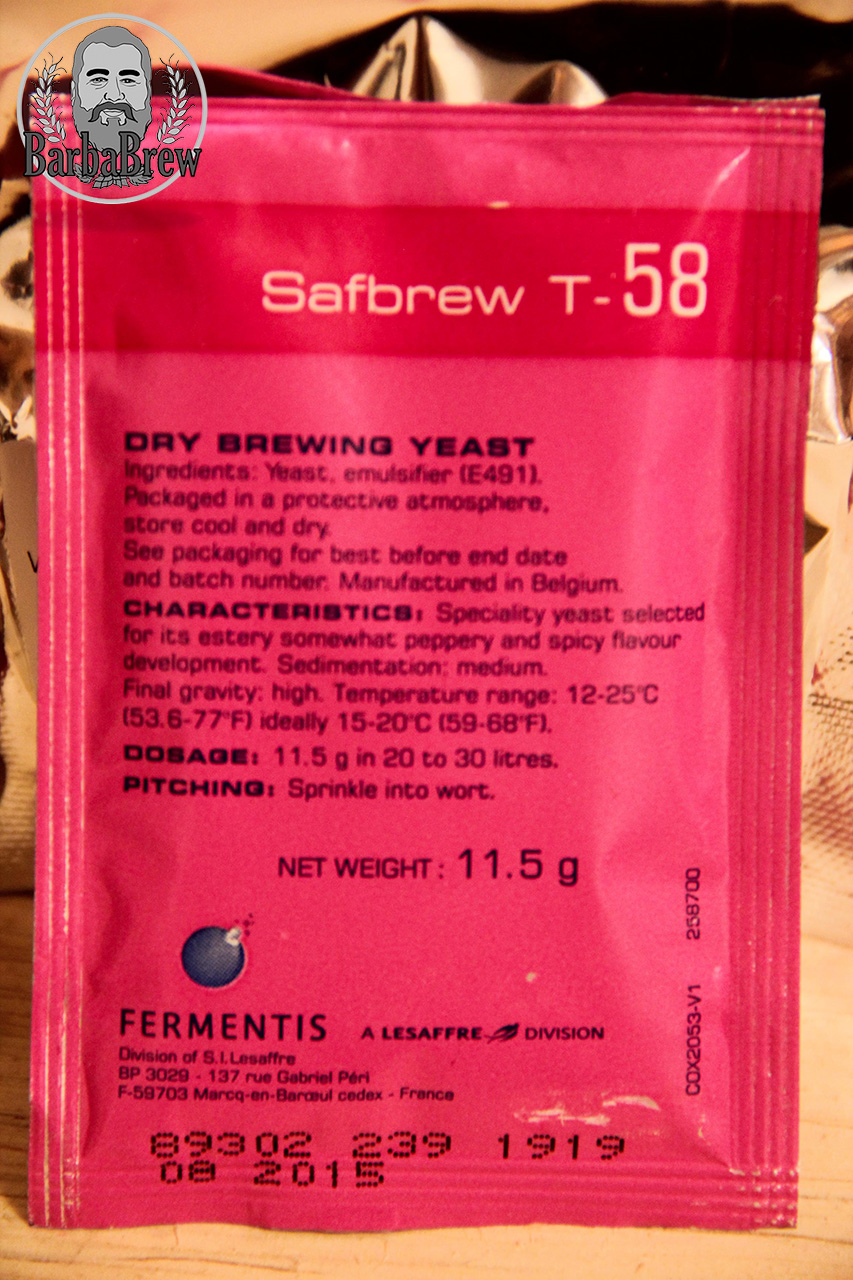 BarbaBrew
Safbrew T-58
DRY BREWING YEAST
Ingredients: Yeast, emulsifier (E491).
Packaged in a protective atmosphere,
store cool and dry.
See packaging for best before end date
and batch number. Manufactured in Belgium.
CHARACTERISTICS: Speciality yeast selected
for its estery somewhat peppery and spicy flavour
development. Sedimentation: medium.
Final gravity: high. Temperature range: 12-25°C
(53.6-77°F) ideally 15-20°C (59-68°F).
DOSAGE: 11.5 g in 20 to 30 litres.
PITCHING: Sprinkle into wort.
NET WEIGHT : 11.5 g
COX2053-V1 258700
FERMENTIS A LESAFFRE DIVISION
Division of S.I.Lesaffre
BP 3029 - 137 rue Gabriel Péri
F-59703 Marcq-en-Barœul cedex - France
89302 239 1919
08 2015